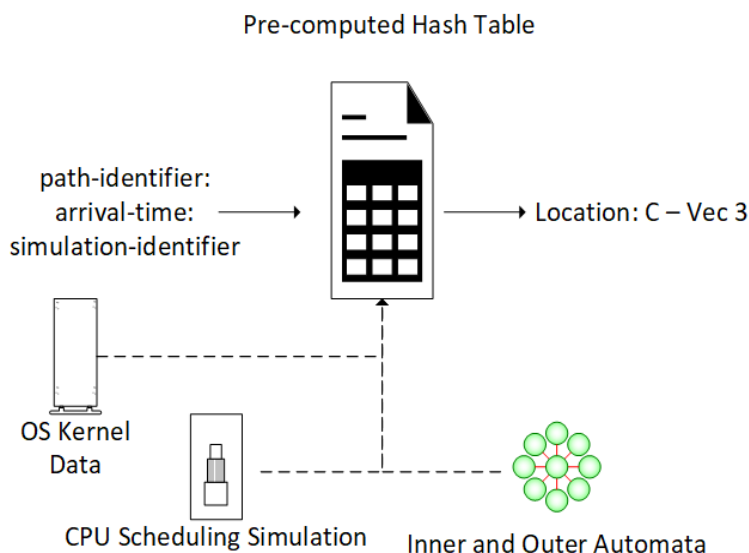 Pre-computed Hash Table
path-identifier:
arrival-time:
simulation-identifier
Location: C – Vec 3
OS Kernel
Data
CPU Scheduling Simulation
Inner and Outer Automata